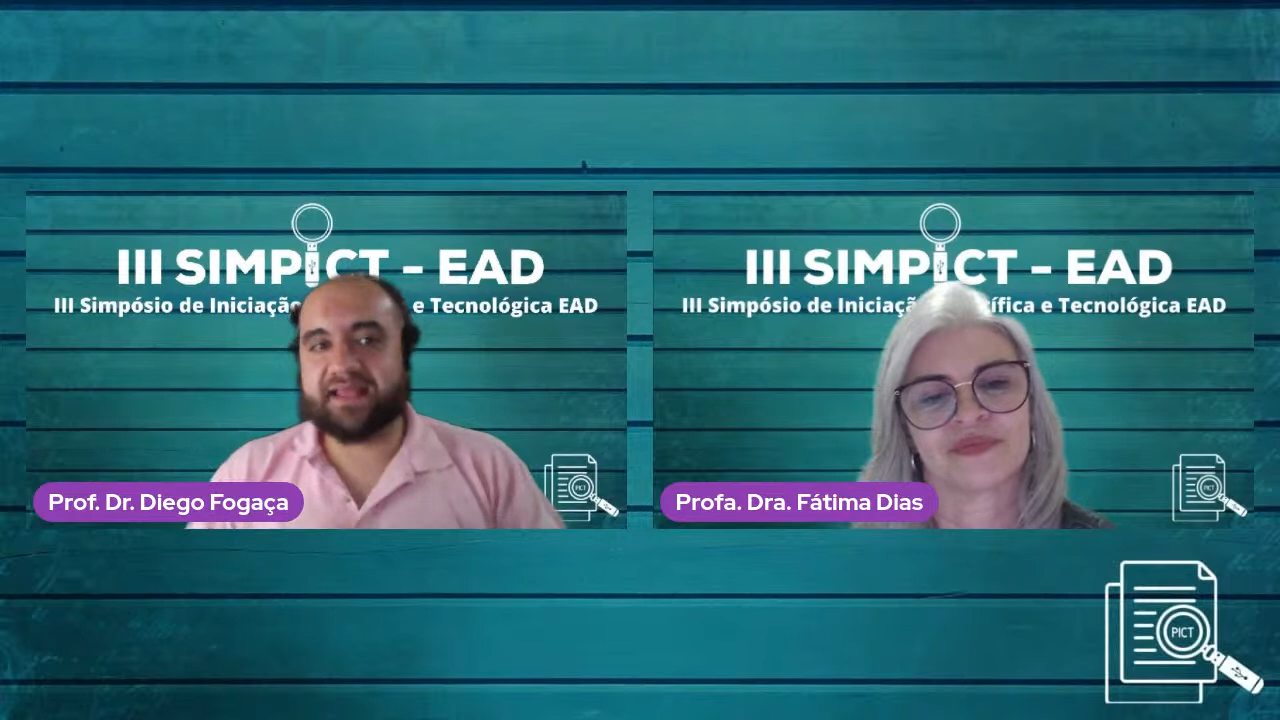 III SIMPICT - EAD
III Simpósio de Iniciação e Tecnológica EAD
PICT
Prof. Dr. Diego Fogaça
III SIMPICT - EAD
III Simpósio de Iniciação tífica e Tecnológica EAD
PICT
Profa. Dra. Fátima Dias
PICT